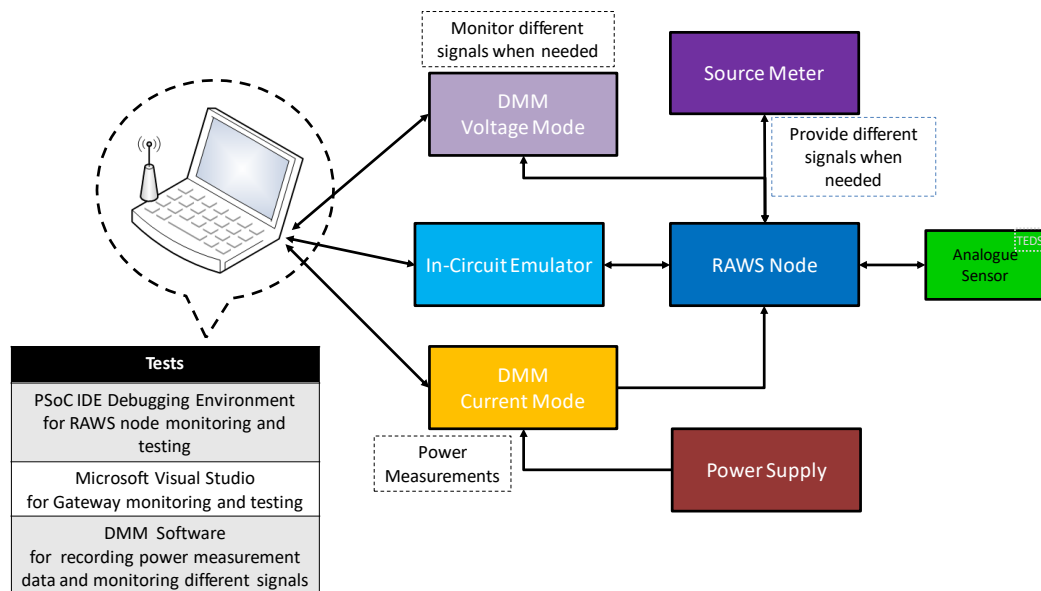 Monitor different
signals when needed
DMM
Voltage Mode
Source Meter
Provide different
signals when
needed
In-Circuit Emulator
RAWS Node
TEDS
Analogue
Sensor
DMM
Current Mode
Power
Measurements
Power Supply
Tests
PSoC IDE Debugging Environment
for RAWS node monitoring and
testing
Microsoft Visual Studio
for Gateway monitoring and testing
DMM Software
for recording power measurement
data and monitoring different signals